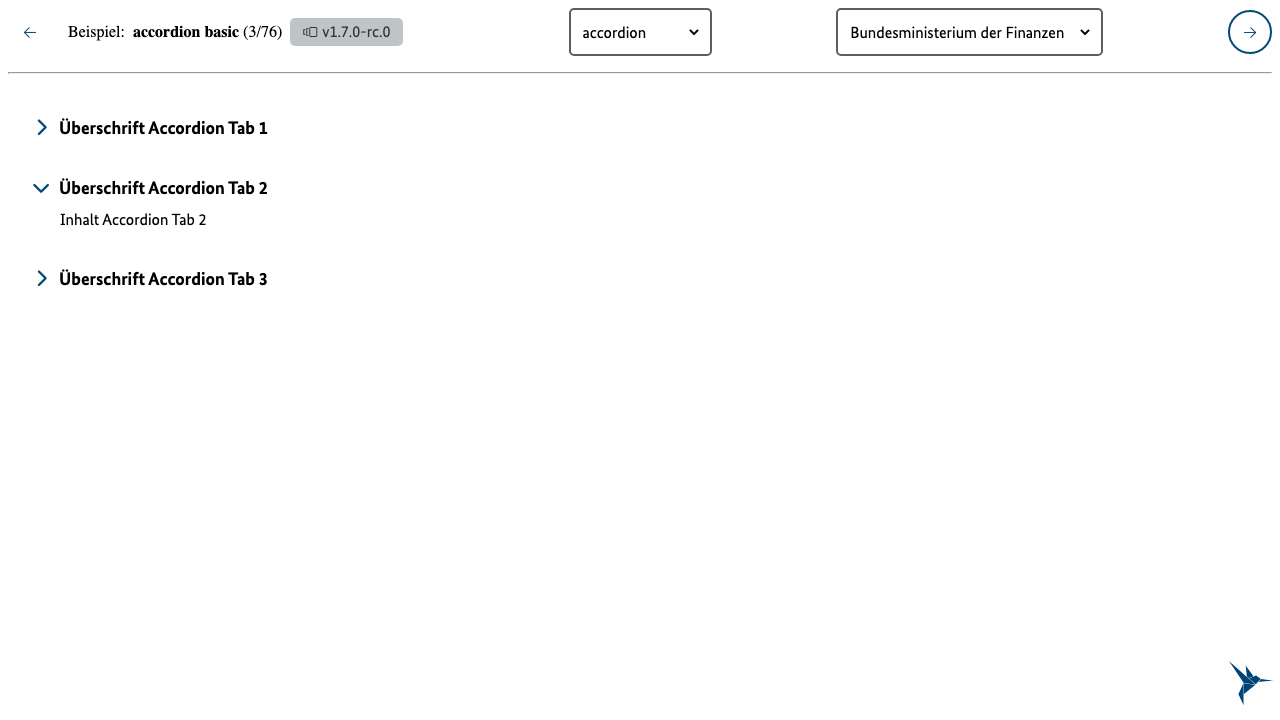 Beispiel: accordion basic (3/76) v1.7.0-rc.0 accordion Bundesministerium der Finanzen
Überschrift Accordion Tab 1
Überschrift Accordion Tab 2
Inhalt Accordion Tab 2
Überschrift Accordion Tab 3